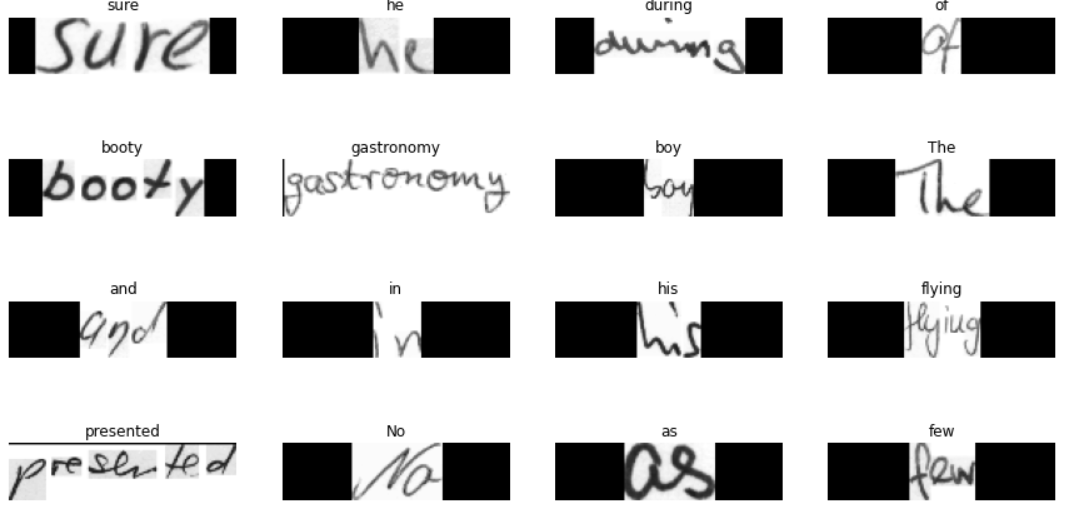 sure he during of
sure he during of
booty gastronomy boy The
booty gastronomy boy The
and in his flying
and in his flying
presented No as few
presented No as few